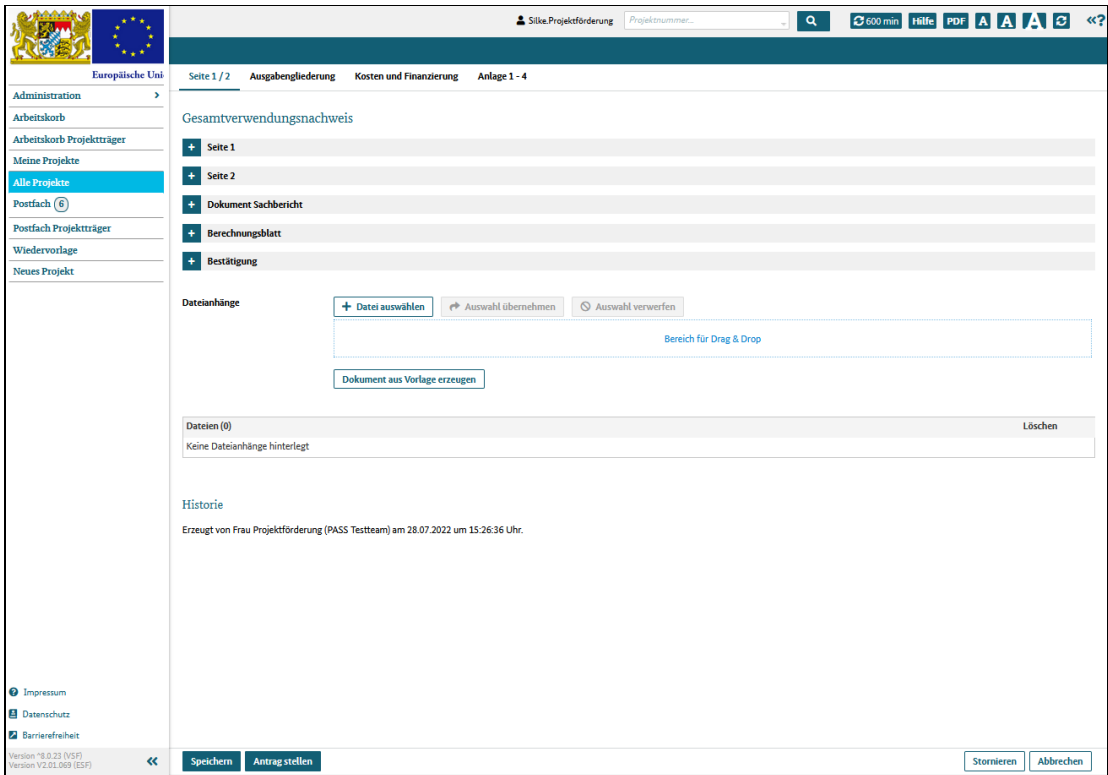 Silke.Projektförderung
Projektnummer...
600 min
Hilfe
PDF
A
A
A
?
Europäische Uni
Seite 1 / 2
Ausgabengliederung
Kosten und Finanzierung
Anlage 1 - 4
Administration
Arbeitskorb
Arbeitskorb Projektträger
Meine Projekte
Alle Projekte
Postfach 6
Postfach Projektträger
Wiedervorlage
Neues Projekt
Gesamtverwendungsnachweis
Seite 1
Seite 2
Dokument Sachbericht
Berechnungsblatt
Bestätigung
Dateianhänge
Datei auswählen
Auswahl übernehmen
Auswahl verwerfen
Bereich für Drag & Drop
Dokument aus Vorlage erzeugen
Dateien (0)
Löschen
Keine Dateianhänge hinterlegt
Historie
Erzeugt von Frau Projektförderung (PASS Testteam) am 28.07.2022 um 15:26:36 Uhr.
Impressum
Datenschutz
Barrierefreiheit
Version ^8.0.23 (VSF)
Version V2.01.069 (ESF)
Speichern
Antrag stellen
Stornieren
Abbrechen